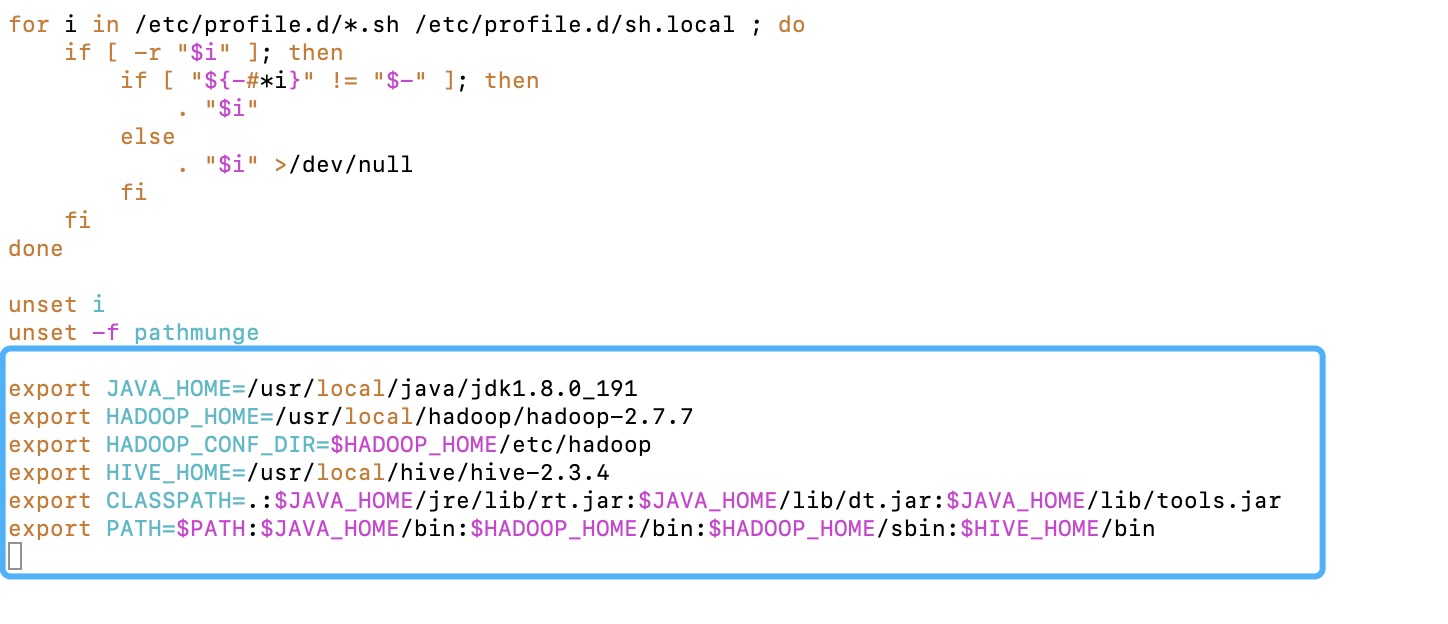 for i in /etc/profile.d/*.sh /etc/profile.d/sh.local ; do
    if [ -r "$i" ]; then
        if [ "${-#*i}" != "$-" ]; then
            . "$i"
        else
            . "$i" >/dev/null
        fi
    fi
done

unset i
unset -f pathmunge

export JAVA_HOME=/usr/local/java/jdk1.8.0_191
export HADOOP_HOME=/usr/local/hadoop/hadoop-2.7.7
export HADOOP_CONF_DIR=$HADOOP_HOME/etc/hadoop
export HIVE_HOME=/usr/local/hive/hive-2.3.4
export CLASSPATH=.:$JAVA_HOME/jre/lib/rt.jar:$JAVA_HOME/lib/dt.jar:$JAVA_HOME/lib/tools.jar
export PATH=$PATH:$JAVA_HOME/bin:$HADOOP_HOME/bin:$HADOOP_HOME/sbin:$HIVE_HOME/bin